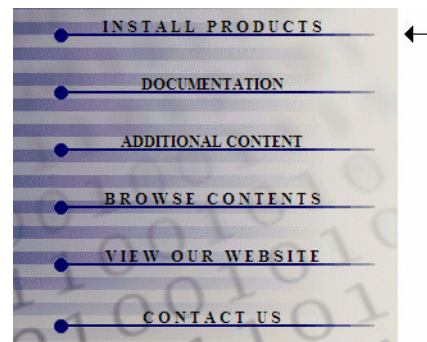 INSTALL PRODUCTS
DOCUMENTATION
ADDITIONAL CONTENT
BROWSE CONTENTS
VIEW OUR WEBSITE
CONTACT US